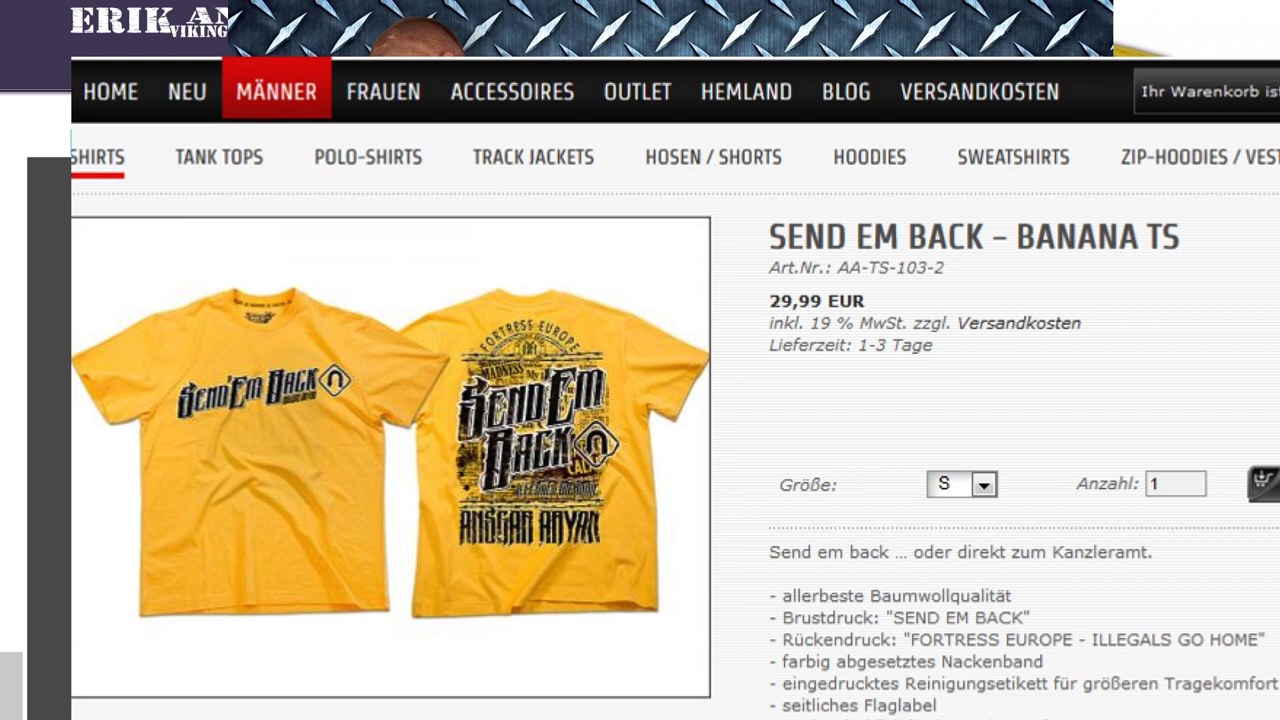 ERIK AN
VIKING
HOME NEU MÄNNER FRAUEN ACCESSOIRES OUTLET HEMLAND BLOG VERSANDKOSTEN Ihr Warenkorb ist
SHIRTS TANK TOPS POLO-SHIRTS TRACK JACKETS HOSEN / SHORTS HOODIES SWEATSHIRTS ZIP-HOODIES / VEST
SEND EM BACK - BANANA TS
Art.Nr.: AA-TS-103-2
29,99 EUR
inkl. 19 % MwSt. zzgl. Versandkosten
Lieferzeit: 1-3 Tage
SEND'EM BACK
FORTRESS EUROPE
MADNESS
SEND'EM
BACK
ANSGAR ARYAN
Größe: S Anzahl: 1
Send em back ... oder direkt zum Kanzleramt.
- allerbeste Baumwollqualität
- Brustdruck: "SEND EM BACK"
- Rückendruck: "FORTRESS EUROPE - ILLEGALS GO HOME"
- farbig abgesetztes Nackenband
- eingedrucktes Reinigungsetikett für größeren Tragekomfort
- seitliches Flaglabel